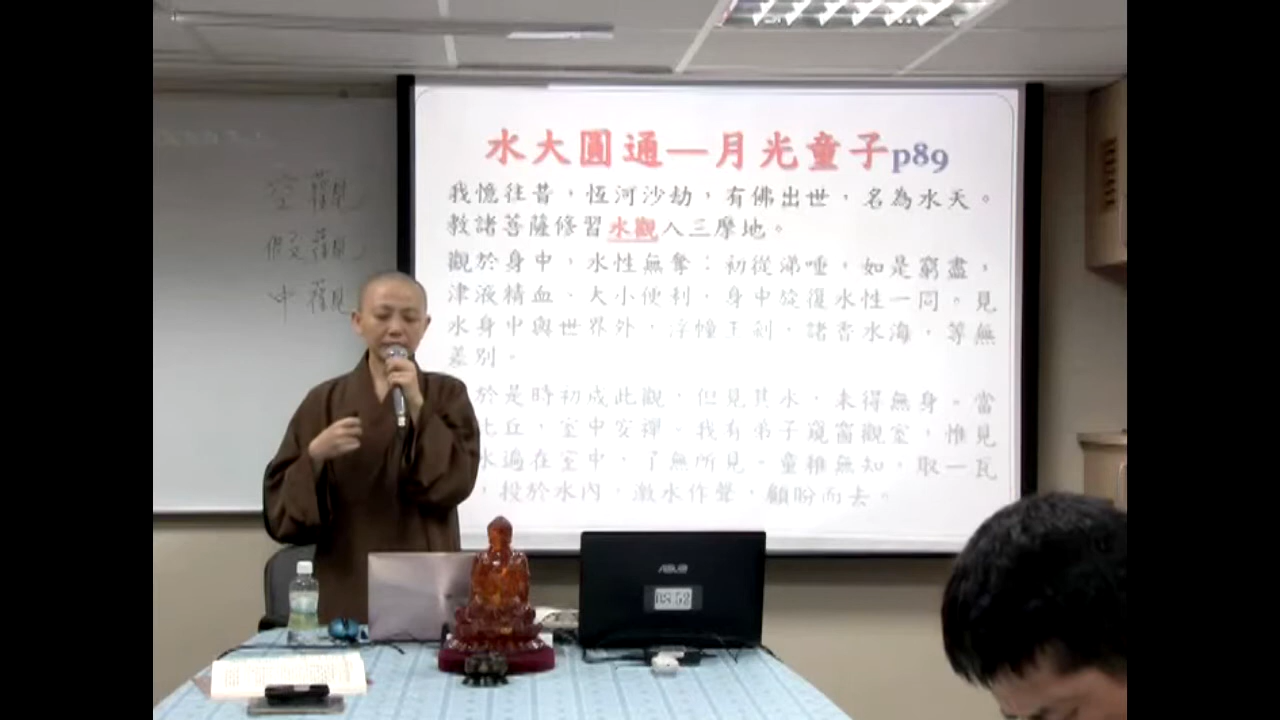 水大圓通—月光童子p89
我憶往昔，恆河沙劫，有佛出世，名為水天。
教諸菩薩修習水觀入三摩地。
觀於身中，水性無奪：初從涕唾，如是窮盡，
津液精血、大小便利，身中旋復水性一同。見
水身中與世界外，浮幢王剎，諸香水海，等無
差別。
於是時初成此觀，但見其水，未得無身。當
比丘，室中安禪。我有弟子窺窗觀室，惟見
水遍在室中，了無所見。童稚無知，取一瓦
，投於水內，激水作聲，顧盼而去。
空觀
假觀
中觀
ASUS